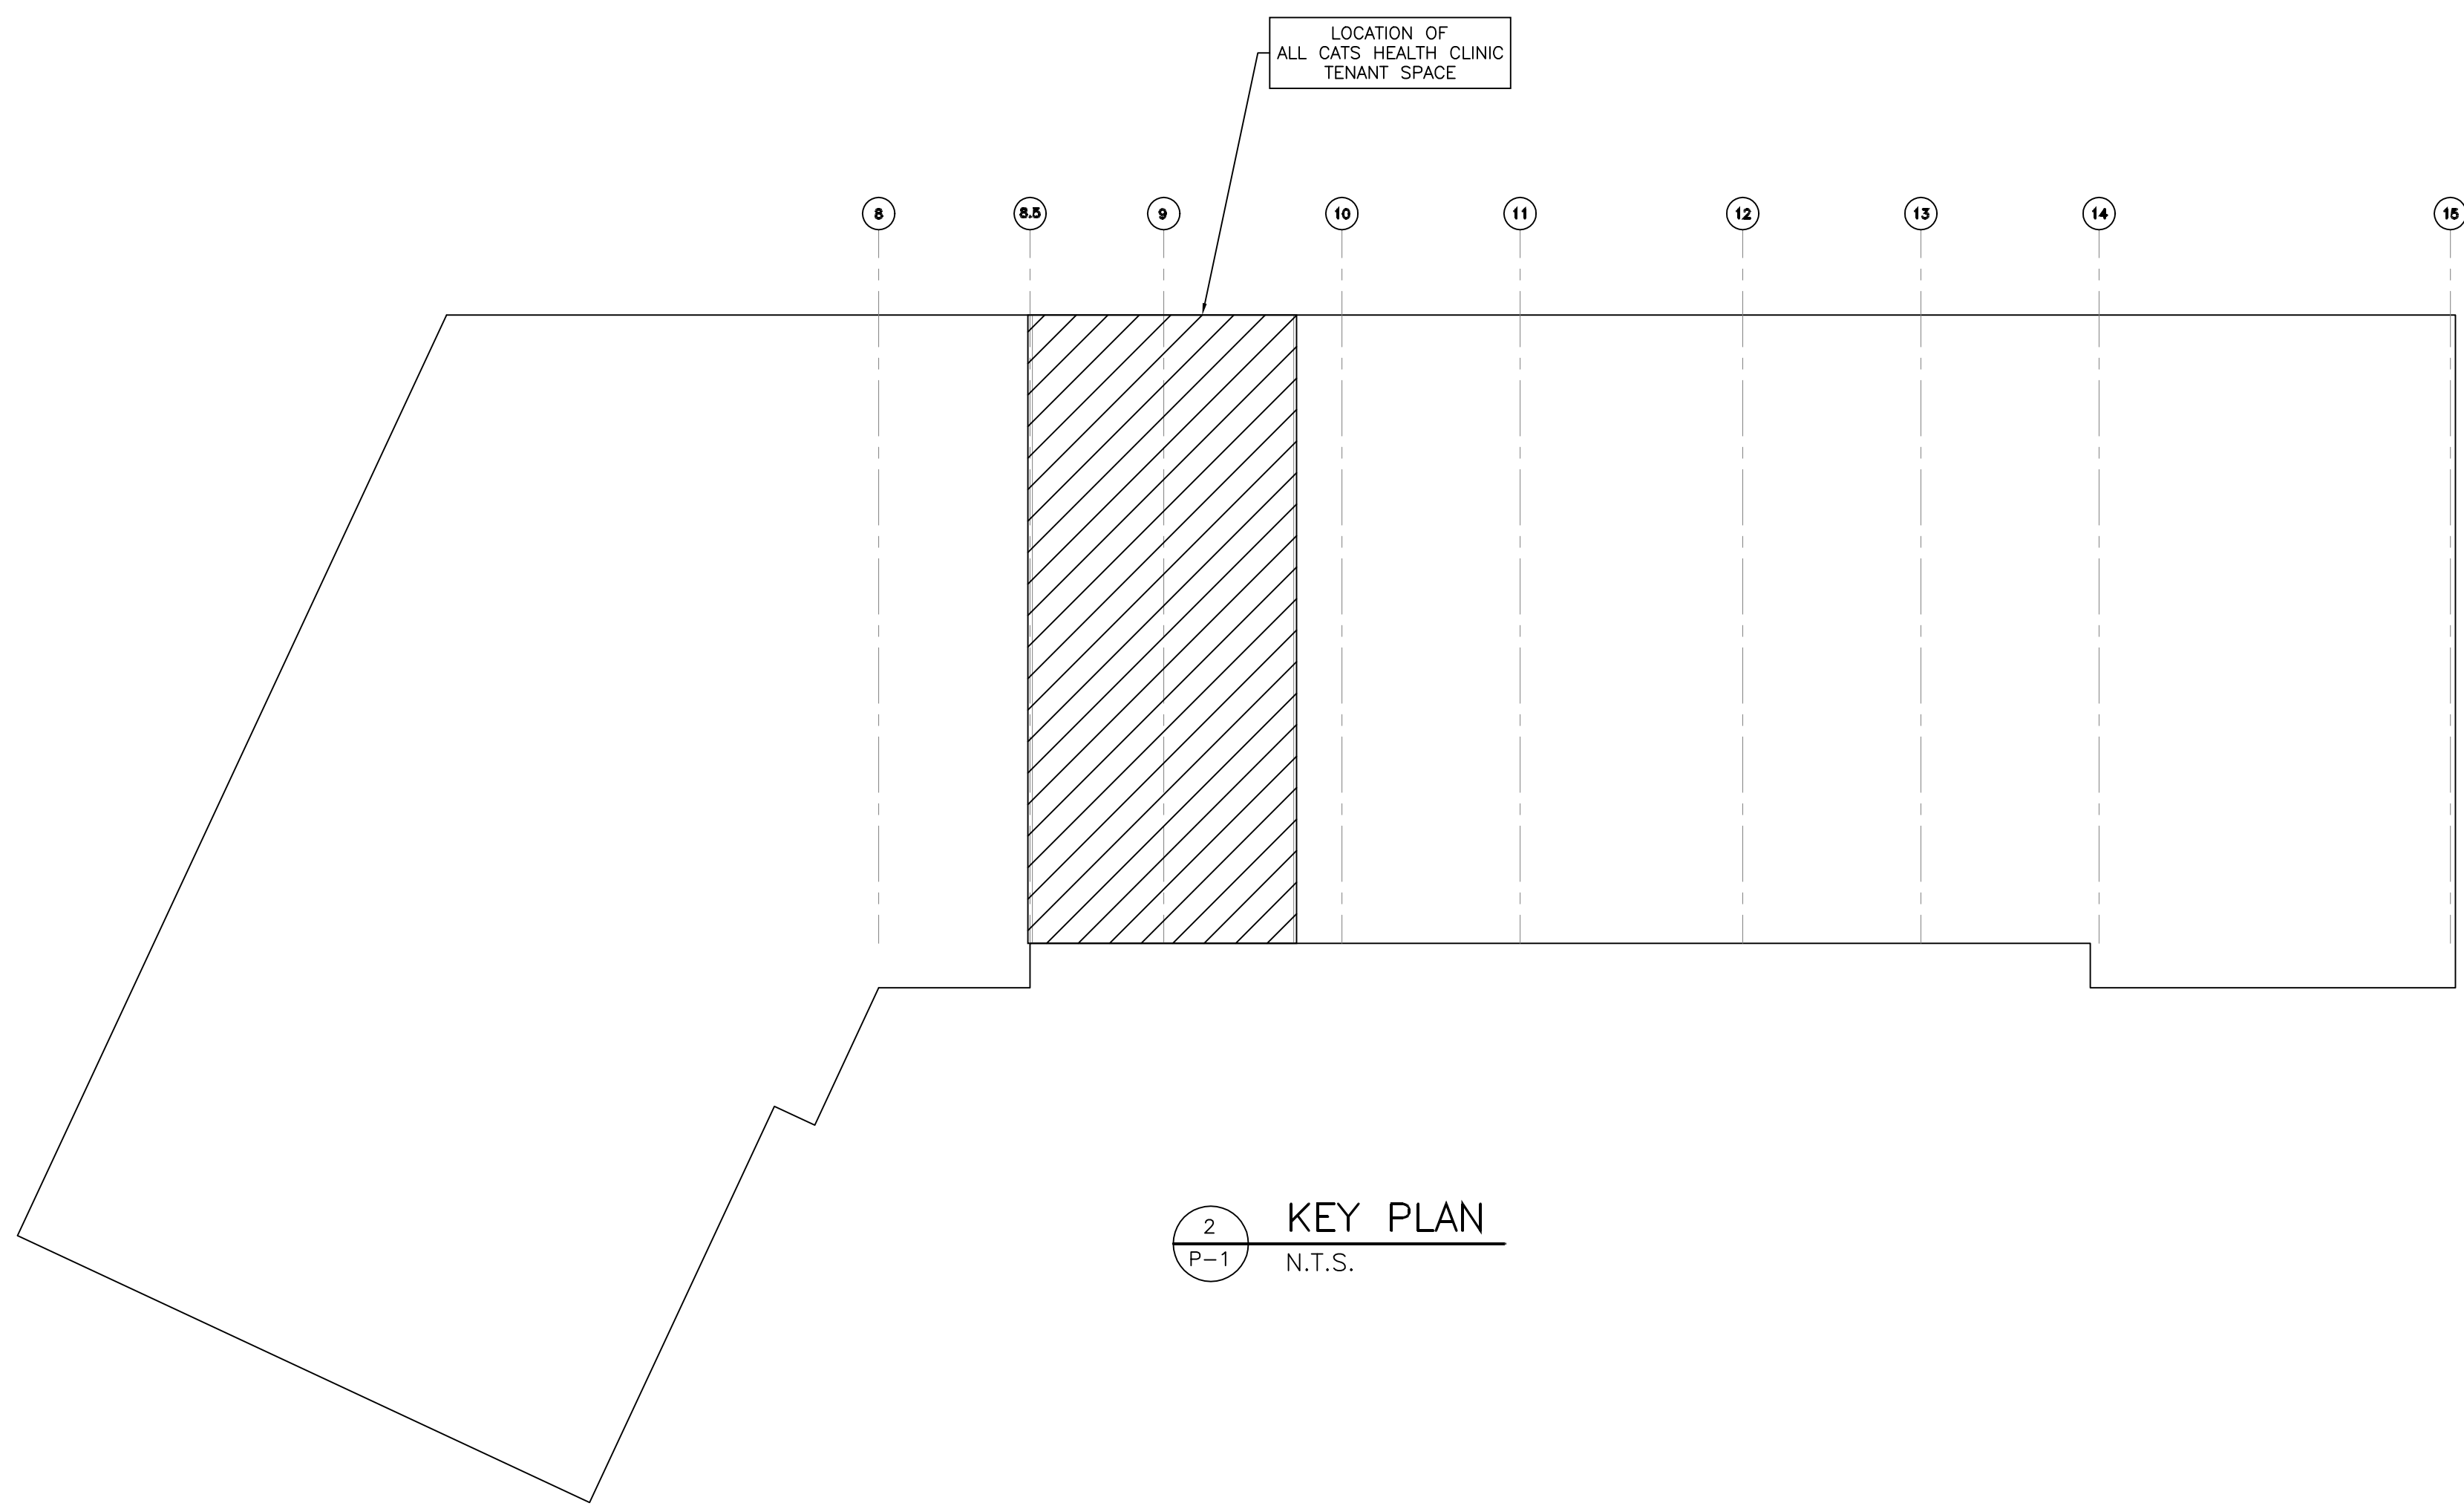 LOCATION OF
ALL CATS HEALTH CLINIC
TENANT SPACE
8
8.5
9
10
11
12
13
14
15
2
P-1
KEY PLAN
N.T.S.